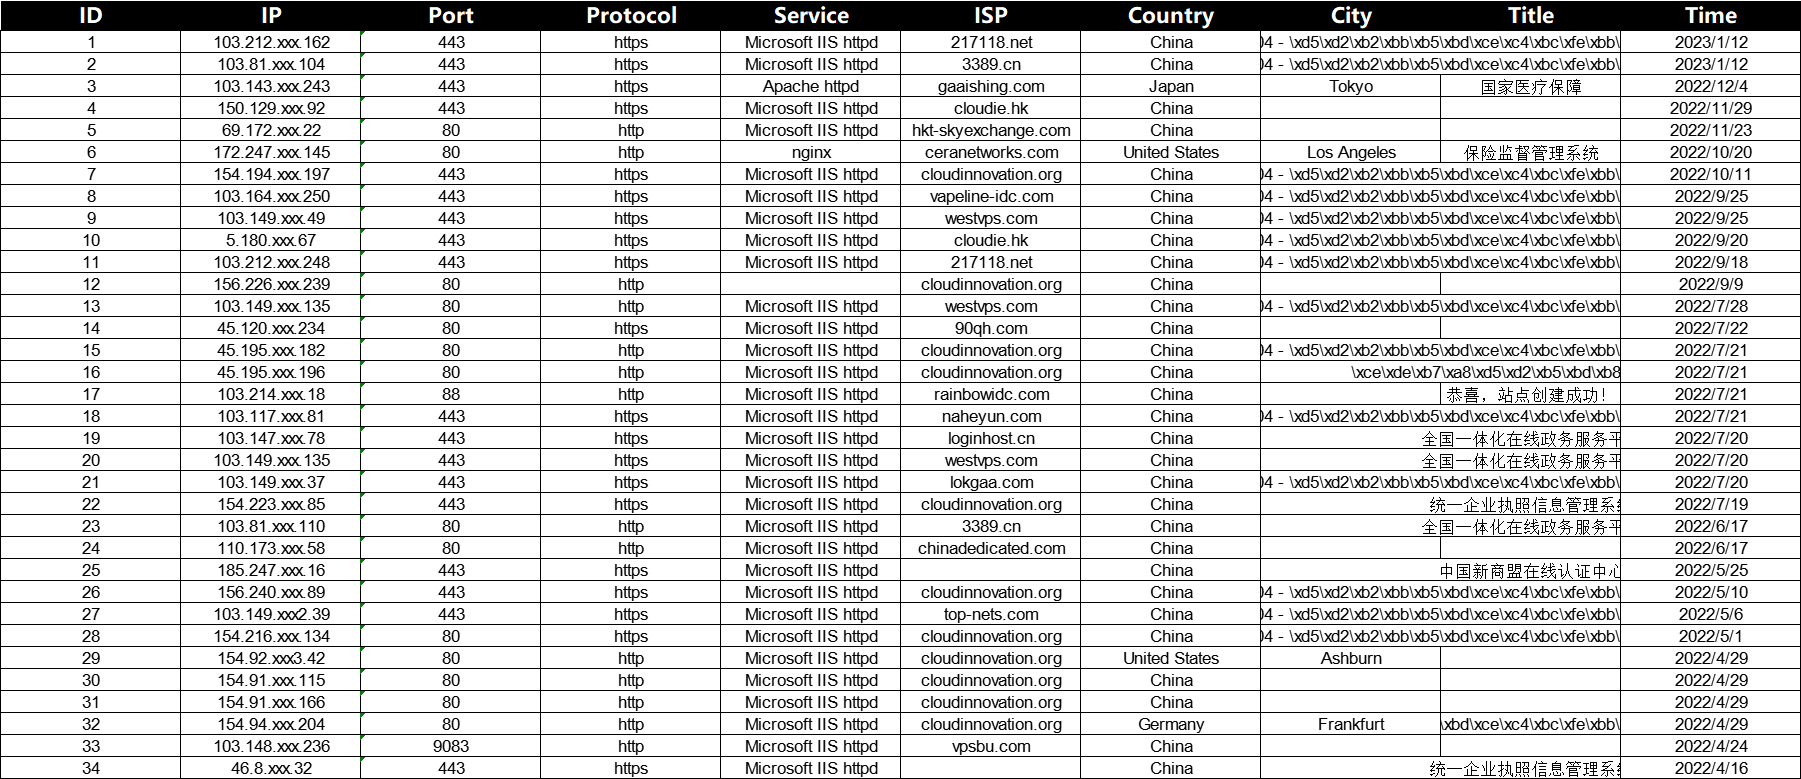 ID IP Port Protocol Service ISP Country City Title Time
1 103.212.xxx.162 443 https Microsoft IIS httpd 217118.net China 04 - \xd5\xd2\xb2\xbb\xb5\xbd\xce\xc4\xbc\xfe\xbb\ 2023/1/12
2 103.81.xxx.104 443 https Microsoft IIS httpd 3389.cn China 04 - \xd5\xd2\xb2\xbb\xb5\xbd\xce\xc4\xbc\xfe\xbb\ 2023/1/12
3 103.143.xxx.243 443 https Apache httpd gaaishing.com Japan Tokyo 国家医疗保障 2022/12/4
4 150.129.xxx.92 443 https Microsoft IIS httpd cloudie.hk China 2022/11/29
5 69.172.xxx.22 80 http Microsoft IIS httpd hkt-skyexchange.com China 2022/11/23
6 172.247.xxx.145 80 http nginx ceranetworks.com United States Los Angeles 保险监督管理系统 2022/10/20
7 154.194.xxx.197 443 https Microsoft IIS httpd cloudinnovation.org China 04 - \xd5\xd2\xb2\xbb\xb5\xbd\xce\xc4\xbc\xfe\xbb\ 2022/10/11
8 103.164.xxx.250 443 https Microsoft IIS httpd vapeline-idc.com China 04 - \xd5\xd2\xb2\xbb\xb5\xbd\xce\xc4\xbc\xfe\xbb\ 2022/9/25
9 103.149.xxx.49 443 https Microsoft IIS httpd westvps.com China 04 - \xd5\xd2\xb2\xbb\xb5\xbd\xce\xc4\xbc\xfe\xbb\ 2022/9/25
10 5.180.xxx.67 443 https Microsoft IIS httpd cloudie.hk China 04 - \xd5\xd2\xb2\xbb\xb5\xbd\xce\xc4\xbc\xfe\xbb\ 2022/9/20
11 103.212.xxx.248 443 https Microsoft IIS httpd 217118.net China 04 - \xd5\xd2\xb2\xbb\xb5\xbd\xce\xc4\xbc\xfe\xbb\ 2022/9/18
12 156.226.xxx.239 80 http cloudinnovation.org China 2022/9/9
13 103.149.xxx.135 80 http Microsoft IIS httpd westvps.com China 04 - \xd5\xd2\xb2\xbb\xb5\xbd\xce\xc4\xbc\xfe\xbb\ 2022/7/28
14 45.120.xxx.234 80 https Microsoft IIS httpd 90qh.com China 2022/7/22
15 45.195.xxx.182 80 http Microsoft IIS httpd cloudinnovation.org China 04 - \xd5\xd2\xb2\xbb\xb5\xbd\xce\xc4\xbc\xfe\xbb\ 2022/7/21
16 45.195.xxx.196 80 http Microsoft IIS httpd cloudinnovation.org China \xce\xde\xb7\xa8\xd5\xd2\xb5\xbd\xb8 2022/7/21
17 103.214.xxx.18 88 http Microsoft IIS httpd rainbowidc.com China 恭喜，站点创建成功！ 2022/7/21
18 103.117.xxx.81 443 https Microsoft IIS httpd naheyun.com China 04 - \xd5\xd2\xb2\xbb\xb5\xbd\xce\xc4\xbc\xfe\xbb\ 2022/7/21
19 103.147.xxx.78 443 https Microsoft IIS httpd loginhost.cn China 全国一体化在线政务服务平 2022/7/20
20 103.149.xxx.135 443 https Microsoft IIS httpd westvps.com China 全国一体化在线政务服务平 2022/7/20
21 103.149.xxx.37 443 https Microsoft IIS httpd lokgaa.com China 04 - \xd5\xd2\xb2\xbb\xb5\xbd\xce\xc4\xbc\xfe\xbb\ 2022/7/20
22 154.223.xxx.85 443 https Microsoft IIS httpd cloudinnovation.org China 统一企业执照信息管理系统 2022/7/19
23 103.81.xxx.110 80 http Microsoft IIS httpd 3389.cn China 全国一体化在线政务服务平 2022/6/17
24 110.173.xxx.58 80 http Microsoft IIS httpd chinadedicated.com China 2022/6/17
25 185.247.xxx.16 443 https Microsoft IIS httpd China 中国新商盟在线认证中心 2022/5/25
26 156.240.xxx.89 443 https Microsoft IIS httpd cloudinnovation.org China 04 - \xd5\xd2\xb2\xbb\xb5\xbd\xce\xc4\xbc\xfe\xbb\ 2022/5/10
27 103.149.xxx2.39 443 https Microsoft IIS httpd top-nets.com China 04 - \xd5\xd2\xb2\xbb\xb5\xbd\xce\xc4\xbc\xfe\xbb\ 2022/5/6
28 154.216.xxx.134 80 http Microsoft IIS httpd cloudinnovation.org China 04 - \xd5\xd2\xb2\xbb\xb5\xbd\xce\xc4\xbc\xfe\xbb\ 2022/5/1
29 154.92.xxx3.42 80 http Microsoft IIS httpd cloudinnovation.org United States Ashburn 2022/4/29
30 154.91.xxx.115 80 http Microsoft IIS httpd cloudinnovation.org China 2022/4/29
31 154.91.xxx.166 80 http Microsoft IIS httpd cloudinnovation.org China 2022/4/29
32 154.94.xxx.204 80 http Microsoft IIS httpd cloudinnovation.org Germany Frankfurt \xbd\xce\xc4\xbc\xfe\xbb\ 2022/4/29
33 103.148.xxx.236 9083 http Microsoft IIS httpd vpsbu.com China 2022/4/24
34 46.8.xxx.32 443 https Microsoft IIS httpd China 统一企业执照信息管理系统 2022/4/16